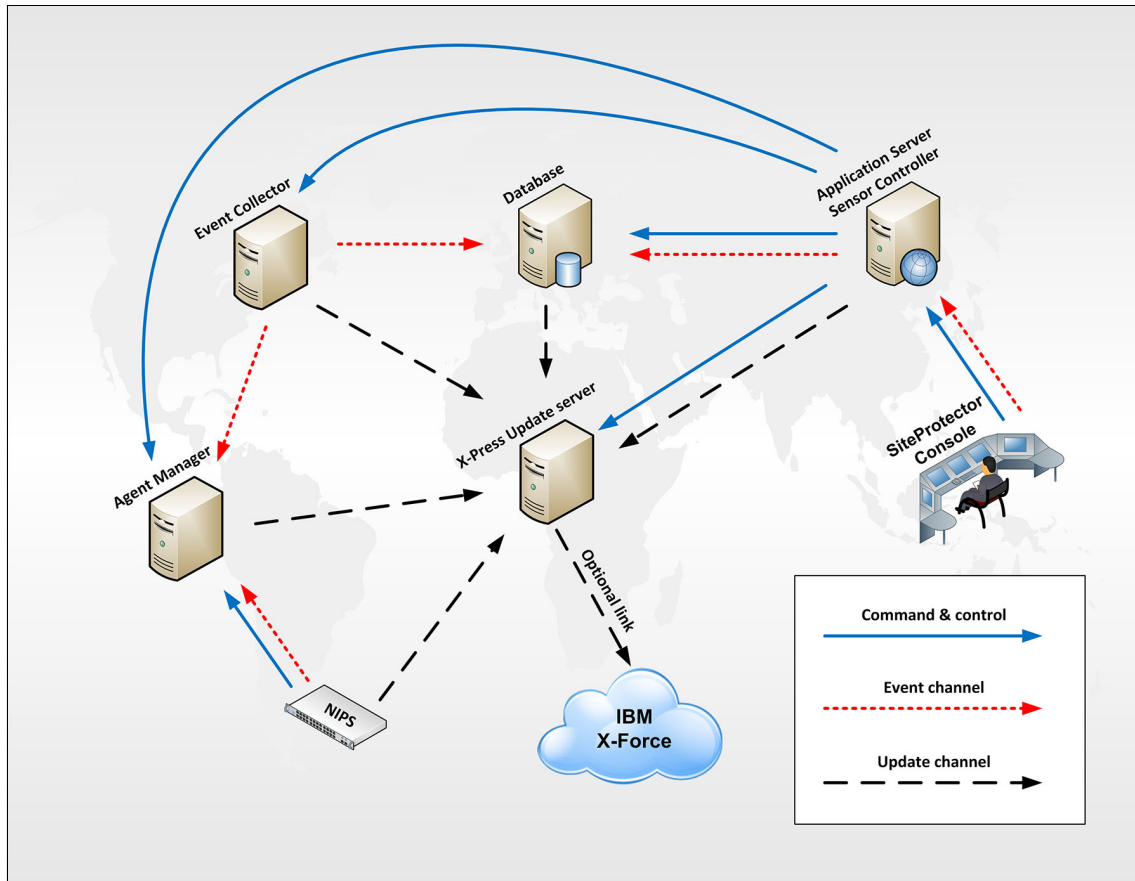 Application Server
Sensor Controller
Database
Event Collector
X-Press Update server
SiteProtector
Console
Agent Manager
Optional link
NIPS
IBM
X-Force
Command & control
Event channel
Update channel